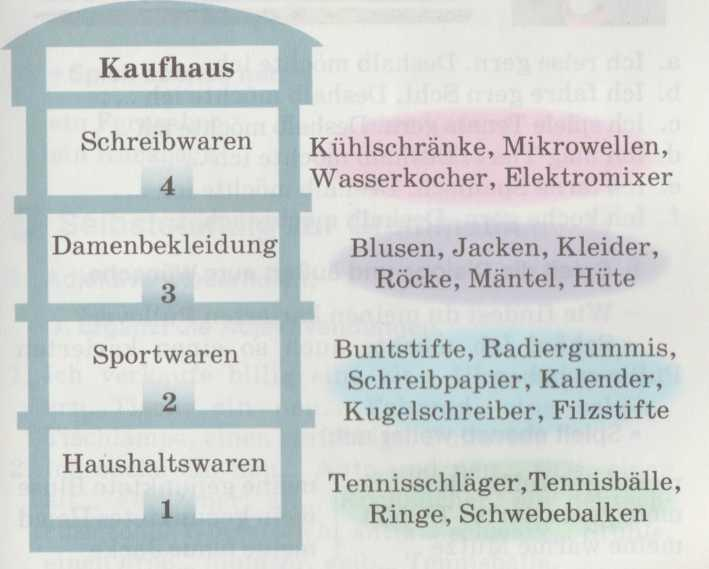 Kaufhaus
Schreibwaren
4
Kühlschränke, Mikrowellen,
Wasserkocher, Elektromixer
Damenbekleidung
3
Blusen, Jacken, Kleider,
Röcke, Mäntel, Hüte
Sportwaren
2
Buntstifte, Radiergummis,
Schreibpapier, Kalender,
Kugelschreiber, Filzstifte
Haushaltswaren
1
Tennisschläger, Tennisbälle,
Ringe, Schwebebalken